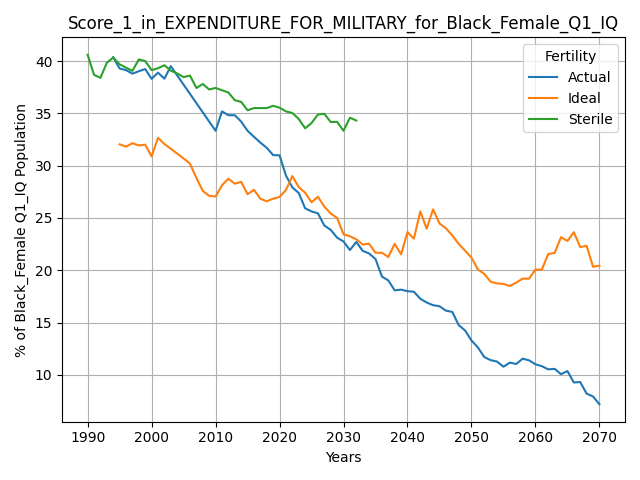 Score_1_in_EXPENDITURE_FOR_MILITARY_for_Black_Female_Q1_IQ
Fertility
Actual
Ideal
Sterile
% of Black_Female Q1_IQ Population
40
35
30
25
20
15
10
1990 2000 2010 2020 2030 2040 2050 2060 2070
Years